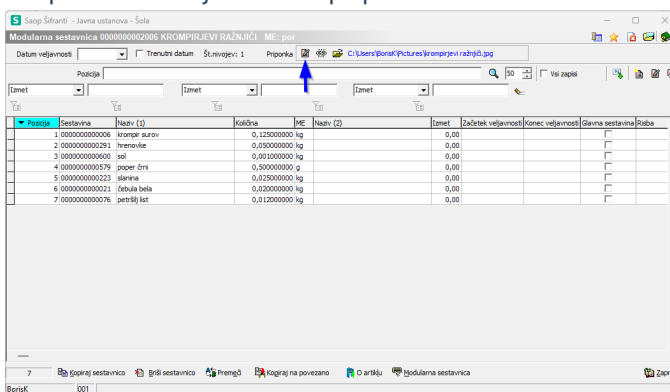 Saop Šifranti - Javna ustanova - Šola
Modularna sestavnica 0000000002006 KROMPIRJEVI RAŽNJIČI ME: por
Datum veljavnosti Trenutni datum Št.nivojev: 1 Priponka C:\Users\BorisK\Pictures\krompirjevi ražnjiči.jpg
Pozicija 50 Vsi zapisi
Izmet Izmet Izmet
Pozicija Sestavina Naziv (1) Količina ME Naziv (2) Izmet Začetek veljavnosti Konec veljavnosti Glavna sestavina Risba
1 0000000000006 krompir surov 0,125000000 kg 0,00
2 0000000000291 hrenovke 0,050000000 kg 0,00
3 0000000000600 sol 0,001000000 kg 0,00
4 0000000000579 poper črni 0,500000000 g 0,00
5 0000000000223 slanina 0,025000000 kg 0,00
6 0000000000021 čebula bela 0,020000000 kg 0,00
7 0000000000076 petršilj list 0,012000000 kg 0,00
7 Kopiraj sestavnico Briši sestavnico Premeči Kopiraj na povezano O artiklu Modularna sestavnica Zapr
BorisK 001